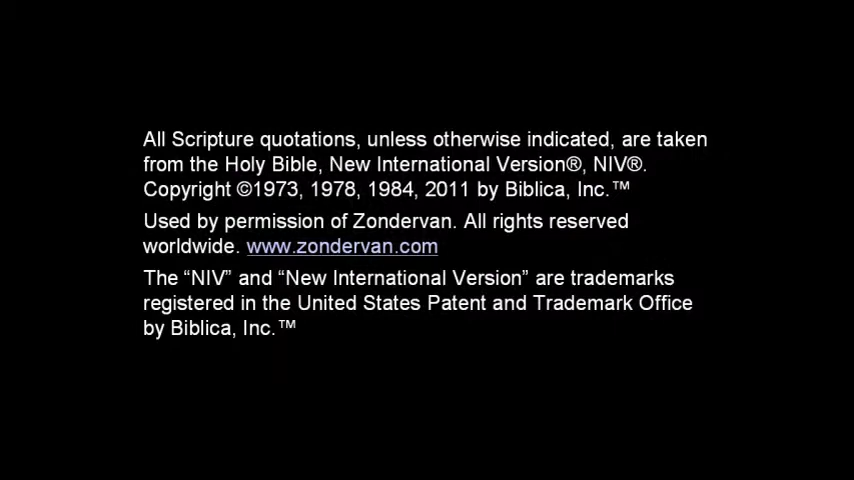 All Scripture quotations, unless otherwise indicated, are taken
from the Holy Bible, New International Version®, NIV®.
Copyright ©1973, 1978, 1984, 2011 by Biblica, Inc.™
Used by permission of Zondervan. All rights reserved
worldwide. www.zondervan.com
The “NIV” and “New International Version” are trademarks
registered in the United States Patent and Trademark Office
by Biblica, Inc.™